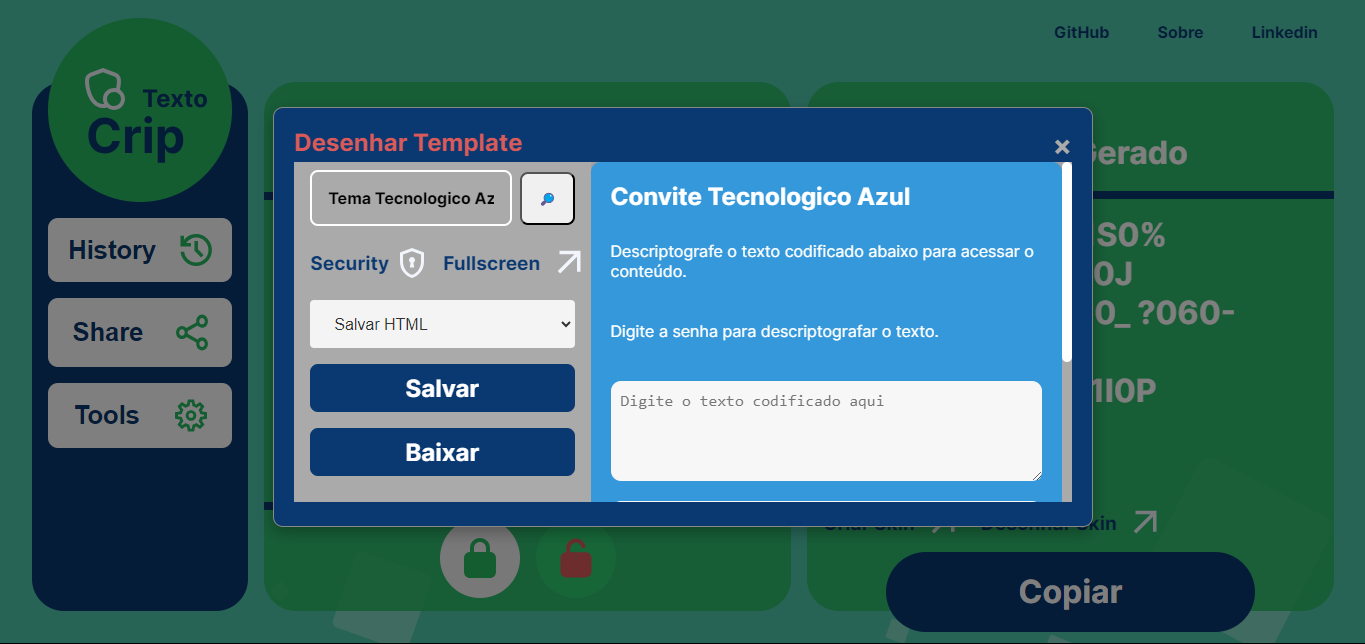 GitHub
Sobre
Linkedin
Texto
Crip
History
Share
Tools
Desenhar Template
×
Tema Tecnologico Az
Security
Fullscreen
Salvar HTML
Salvar
Baixar
Convite Tecnologico Azul
Descriptografe o texto codificado abaixo para acessar o
conteúdo.
Digite a senha para descriptografar o texto.
Digite o texto codificado aqui
Gerado
S0%
0J
0_ ?060-
1I0P
Criar Skin
Desenhar Skin
Copiar